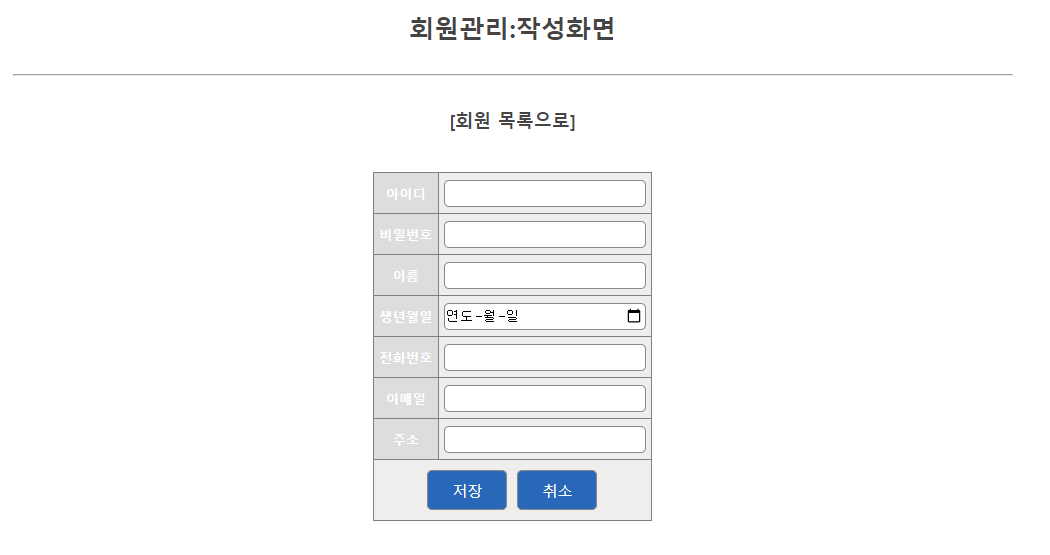 회원관리:작성화면
[회원 목록으로]
아이디
비밀번호
이름
생년월일 연도-월-일
전화번호
이메일
주소
저장 취소